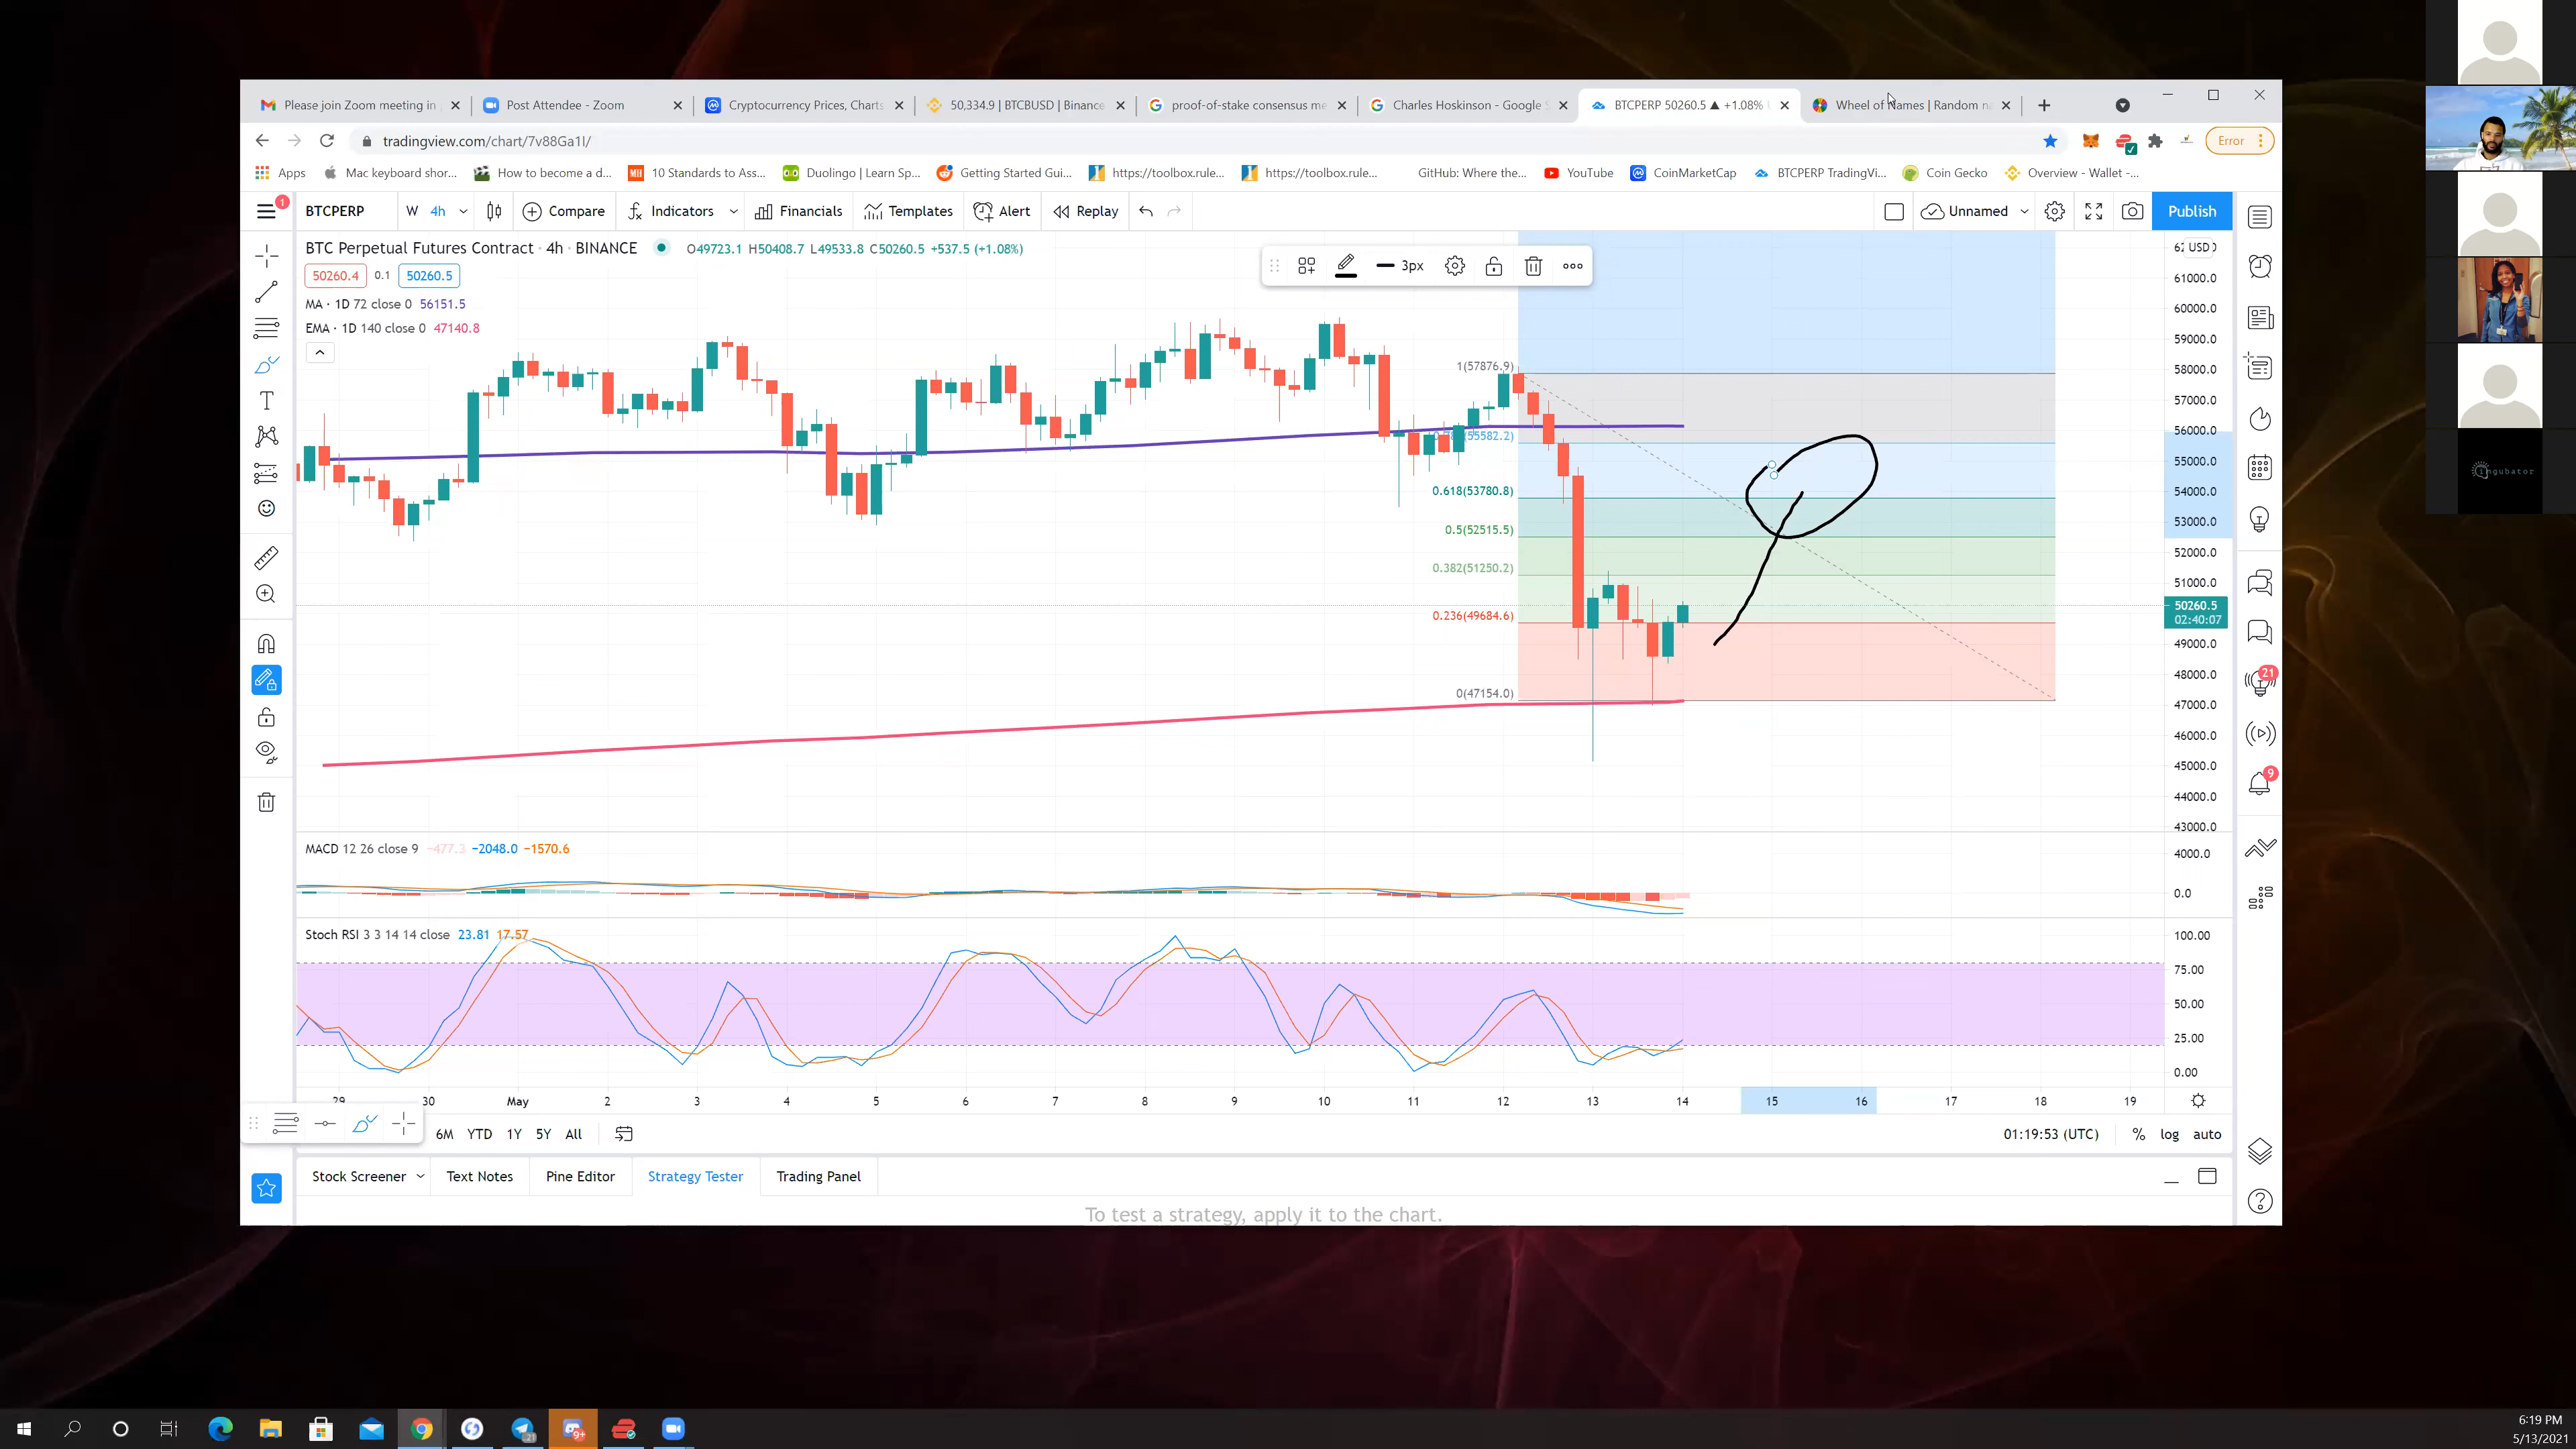 Please join Zoom meeting in
Post Attendee - Zoom
Cryptocurrency Prices, Charts
50,334.9 | BTCBUSD | Binance
proof-of-stake consensus me
Charles Hoskinson - Google S
BTCPERP 50260.5 ▲ +1.08%
Wheel of Names | Random na
tradingview.com/chart/7v88Ga1l/
Error
Apps
Mac keyboard shor...
How to become a d...
10 Standards to Ass...
Duolingo | Learn Sp...
Getting Started Gui...
https://toolbox.rule...
https://toolbox.rule...
GitHub: Where the...
YouTube
CoinMarketCap
BTCPERP TradingVi...
Coin Gecko
Overview - Wallet -...
1
BTCPERP
W
4h
Compare
Indicators
Financials
Templates
Alert
Replay
Unnamed
Publish
BTC Perpetual Futures Contract · 4h · BINANCE
O49723.1 H50408.7 L49533.8 C50260.5 +537.5 (+1.08%)
3px
USD
50260.4
0.1
50260.5
MA · 1D 72 close 0 56151.5
EMA · 1D 140 close 0 47140.8
61000.0
60000.0
59000.0
58000.0
57000.0
56000.0
55000.0
54000.0
53000.0
52000.0
51000.0
50260.5
02:40:07
49000.0
48000.0
47000.0
46000.0
45000.0
44000.0
43000.0
1(57876.9)
0.618(53780.8)
0.5(52515.5)
0.382(51250.2)
0.236(49684.6)
0(47154.0)
21
9
ingubator
MACD 12 26 close 9 −477.3 −2048.0 −1570.6
4000.0
0.0
Stoch RSI 3 3 14 14 close 23.81 17.57
100.00
75.00
50.00
25.00
0.00
29
30
May
2
3
4
5
6
7
8
9
10
11
12
13
14
15
16
17
18
19
6M
YTD
1Y
5Y
All
01:19:53 (UTC)
%
log
auto
Stock Screener
Text Notes
Pine Editor
Strategy Tester
Trading Panel
To test a strategy, apply it to the chart.
21
9+
6:19 PM
5/13/2021